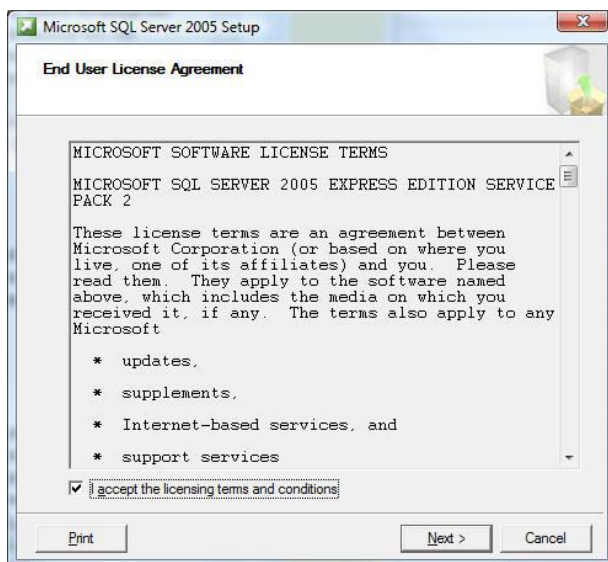 Microsoft SQL Server 2005 Setup
End User License Agreement
MICROSOFT SOFTWARE LICENSE TERMS
MICROSOFT SQL SERVER 2005 EXPRESS EDITION SERVICE
PACK 2
These license terms are an agreement between
Microsoft Corporation (or based on where you
live, one of its affiliates) and you.  Please
read them.  They apply to the software named
above, which includes the media on which you
received it, if any.  The terms also apply to any
Microsoft
* updates,
* supplements,
* Internet-based services, and
* support services
I accept the licensing terms and conditions
Print
Next >
Cancel